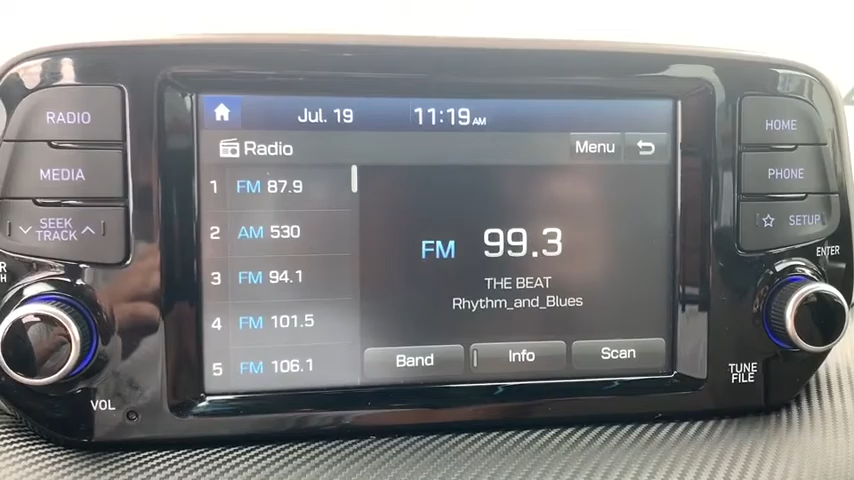 RADIO
MEDIA
SEEK
TRACK
VOL
Jul. 19 11:19 AM
Radio
Menu
1 FM 87.9
2 AM 530
3 FM 94.1
4 FM 101.5
5 FM 106.1
FM 99.3
THE BEAT
Rhythm_and_Blues
Band
Info
Scan
HOME
PHONE
SETUP
ENTER
TUNE
FILE